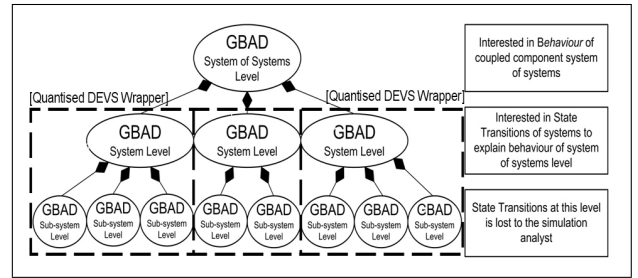 GBAD
System of Systems
Level
Interested in Behaviour of
coupled component system
of systems
[Quantised DEVS Wrapper]
[Quantised DEVS Wrapper]
GBAD
System Level
GBAD
System Level
GBAD
System Level
Interested in State
Transitions of systems to
explain behaviour of system
of systems level
GBAD
Sub-system
Level
GBAD
Sub-system
Level
GBAD
Sub-system
Level
GBAD
Sub-system
Level
GBAD
Sub-system
Level
GBAD
Sub-system
Level
GBAD
Sub-system
Level
CBAD
Sub-system
Level
State Transitions at this level
is lost to the simulation
analyst